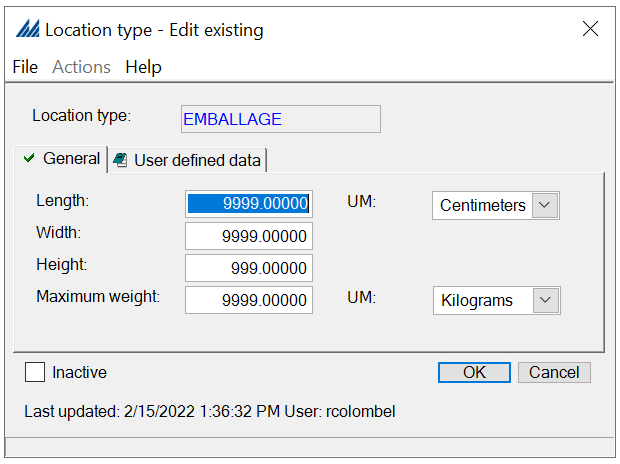 Location type - Edit existing
File Actions Help
Location type: EMBALLAGE
General User defined data
Length: 9999.00000 UM: Centimeters
Width: 9999.00000
Height: 999.00000
Maximum weight: 9999.00000 UM: Kilograms
Inactive OK Cancel
Last updated: 2/15/2022 1:36:32 PM User: rcolombel